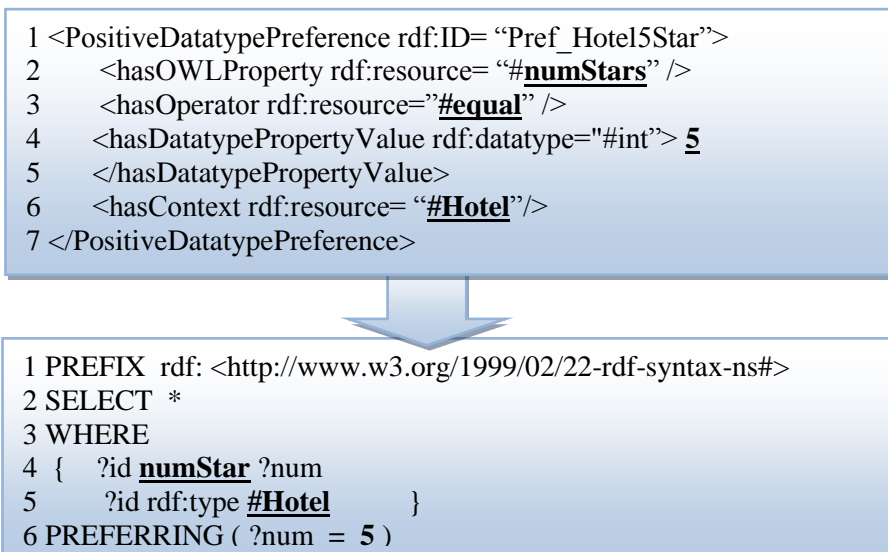 1 <PositiveDatatypePreference rdf:ID= “Pref_Hotel5Star”>
2 <hasOWLProperty rdf:resource= “#numStars” />
3 <hasOperator rdf:resource=”#equal” />
4 <hasDatatypePropertyValue rdf:datatype="#int”> 5
5 </hasDatatypePropertyValue>
6 <hasContext rdf:resource= “#Hotel”/>
7 </PositiveDatatypePreference>
1 PREFIX rdf: <http://www.w3.org/1999/02/22-rdf-syntax-ns#>
2 SELECT *
3 WHERE
4 { ?id numStar ?num
5 ?id rdf:type #Hotel }
6 PREFERRING ( ?num = 5 )